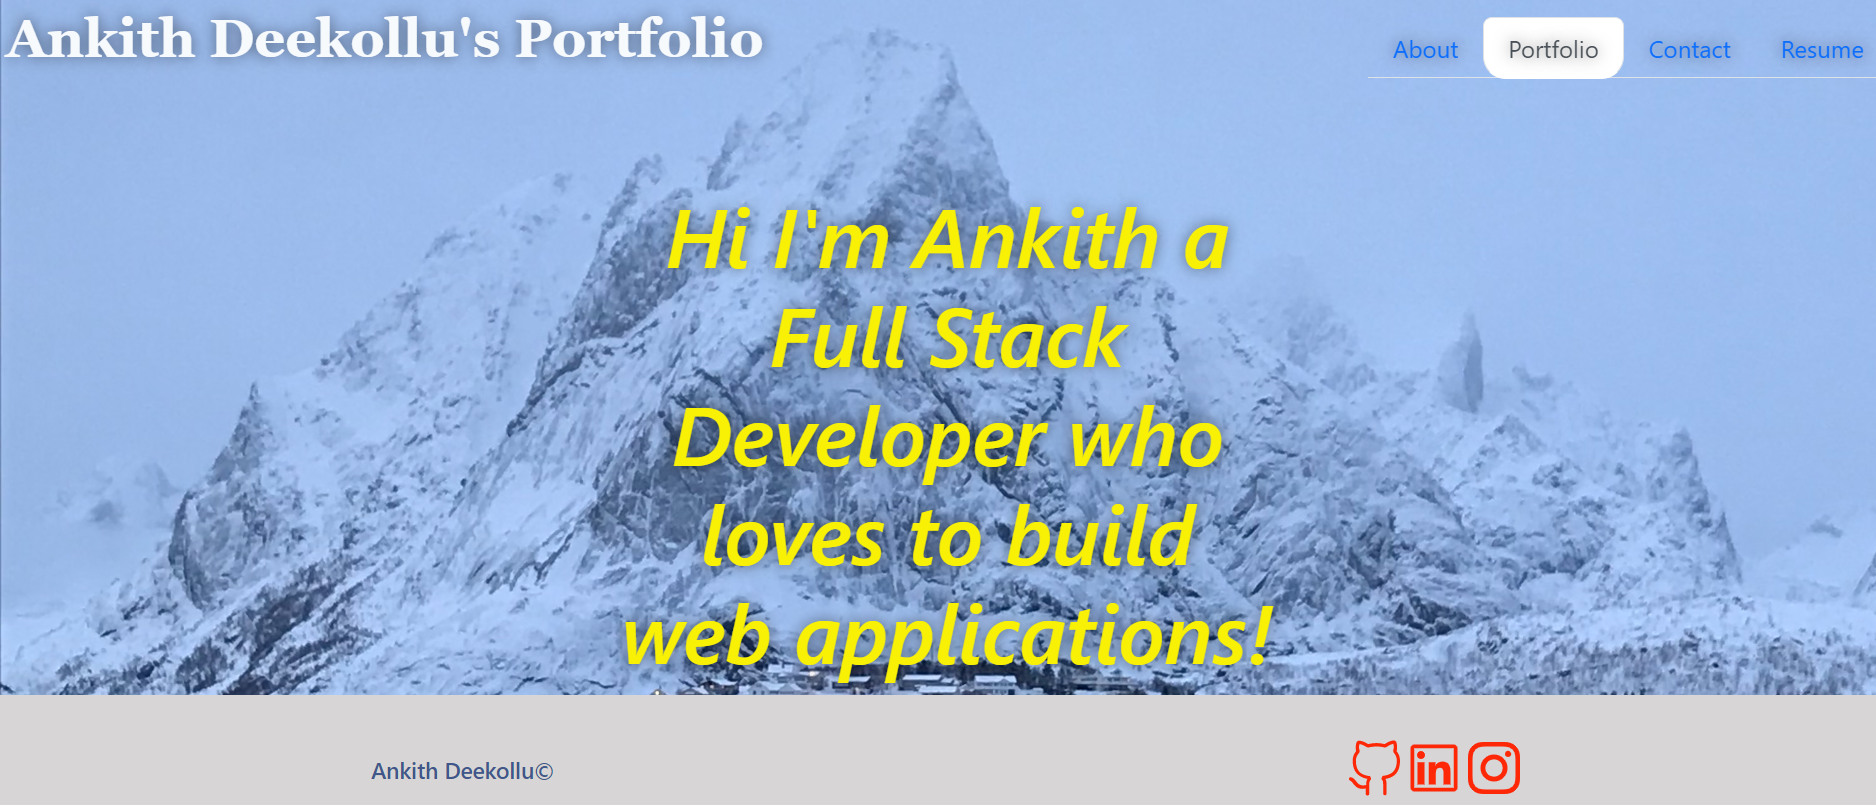 Ankith Deekollu's Portfolio
About Portfolio Contact Resume
Hi I'm Ankith a
Full Stack
Developer who
loves to build
web applications!
Ankith Deekollu©
in